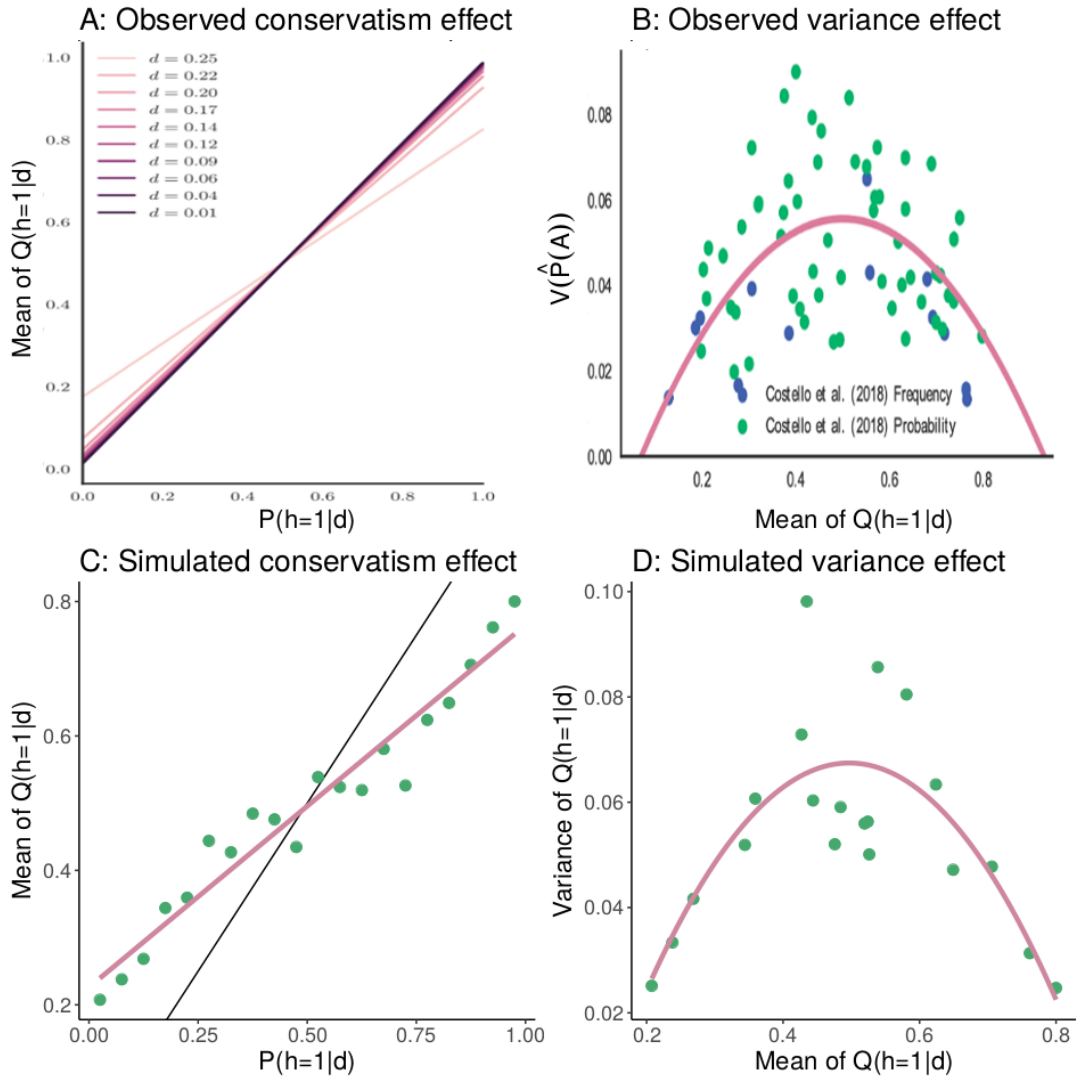 A: Observed conservatism effect
Mean of Q(h=1|d)
1.0
0.8
0.6
0.4
0.2
0.0
d = 0.25
d = 0.22
d = 0.20
d = 0.17
d = 0.14
d = 0.12
d = 0.09
d = 0.06
d = 0.04
d = 0.01
0.0 0.2 0.4 0.6 0.8 1.0
P(h=1|d)
B: Observed variance effect
V(P̂(A))
0.08
0.06
0.04
0.02
0.00
Costello et al. (2018) Frequency
Costello et al. (2018) Probability
0.2 0.4 0.6 0.8
Mean of Q(h=1|d)
C: Simulated conservatism effect
Mean of Q(h=1|d)
0.8
0.6
0.4
0.2
0.00 0.25 0.50 0.75 1.00
P(h=1|d)
D: Simulated variance effect
Variance of Q(h=1|d)
0.10
0.08
0.06
0.04
0.02
0.2 0.4 0.6 0.8
Mean of Q(h=1|d)